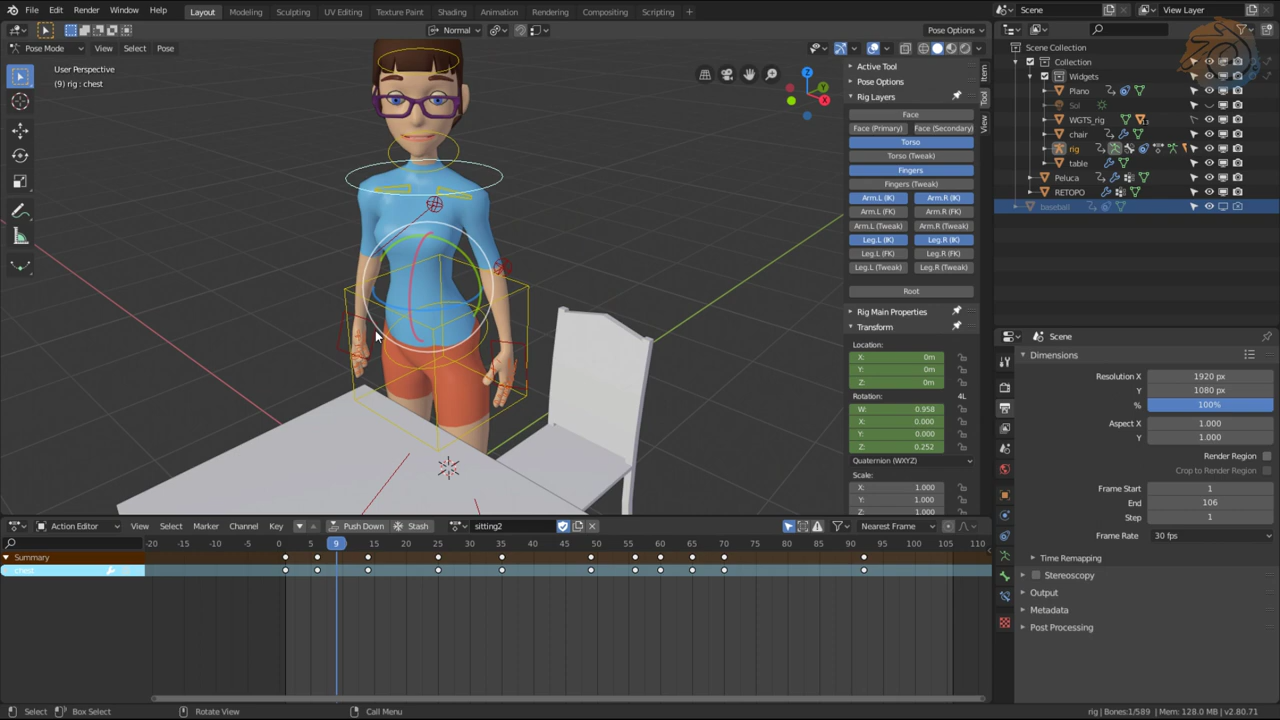 File Edit Render Window Help
Layout Modeling Sculpting UV Editing Texture Paint Shading Animation Rendering Compositing Scripting +
Scene View Layer
Normal Pose Options
Pose Mode View Select Pose
User Perspective
(9) rig : chest
Z
X
Y
Item
Tool
View
Active Tool
Pose Options
Rig Layers
Face
Face (Primary) Face (Secondary)
Torso
Torso (Tweak)
Fingers
Fingers (Tweak)
Arm.L (IK) Arm.R (IK)
Arm.L (FK) Arm.R (FK)
Arm.L (Tweak) Arm.R (Tweak)
Leg.L (IK) Leg.R (IK)
Leg.L (FK) Leg.R (FK)
Leg.L (Tweak) Leg.R (Tweak)
Root
Rig Main Properties
Transform
Location:
X: 0m
Y: 0m
Z: 0m
Rotation: 4L
W: 0.958
X: 0.000
Y: 0.000
Z: 0.252
Quaternion (WXYZ)
Scale:
X: 1.000
Y: 1.000
Z: 1.000
Scene Collection
Collection
Widgets
Plano
Sol
WGTS_rig
chair
rig
table
Peluca
RETOPO
baseball
Scene
Dimensions
Resolution X 1920 px
Y 1080 px
% 100%
Aspect X 1.000
Y 1.000
Render Region
Crop to Render Region
Frame Start 1
End 106
Step 1
Frame Rate 30 fps
Time Remapping
Stereoscopy
Output
Metadata
Post Processing
Action Editor View Select Marker Channel Key Push Down Stash sitting2 Nearest Frame
-20 -15 -10 -5 0 5 9 15 20 25 30 35 40 45 50 55 60 65 70 75 80 85 90 95 100 105 110
Summary
chest
Select Box Select Rotate View Call Menu
rig | Bones:1/589 | Mem: 128.0 MB | v2.80.71